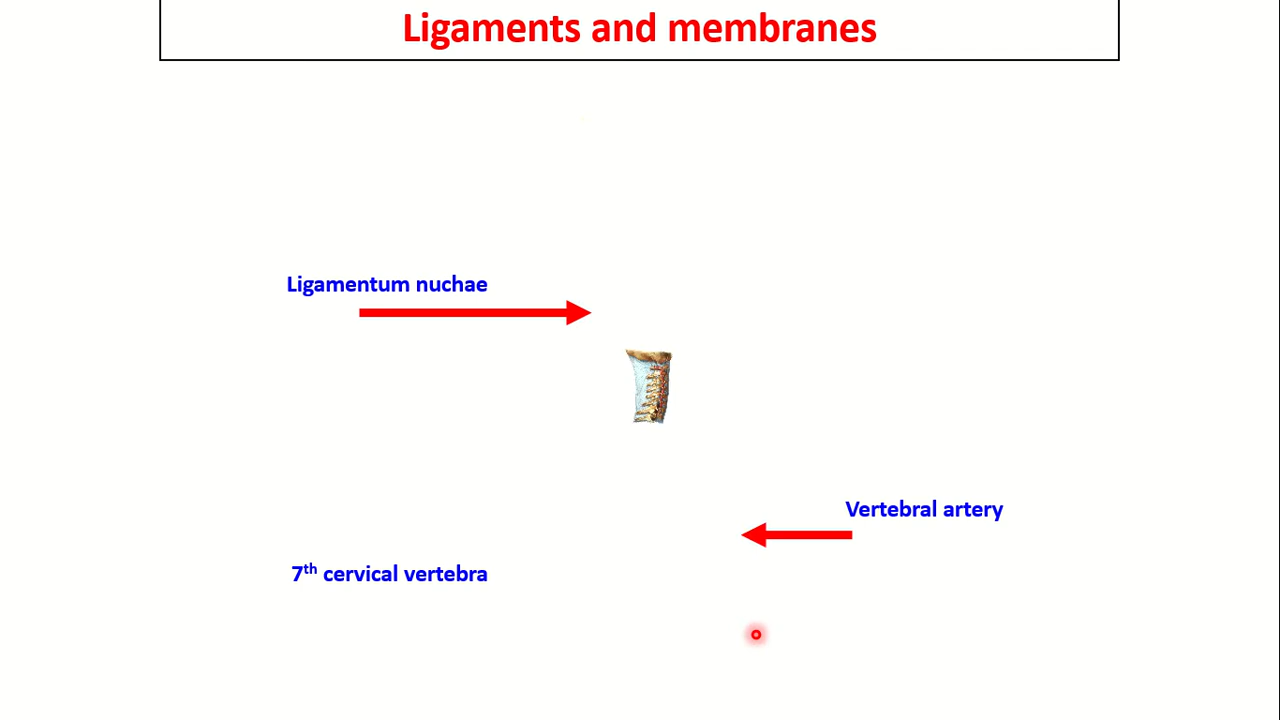 Ligaments and membranes
Ligamentum nuchae
Vertebral artery
7th cervical vertebra